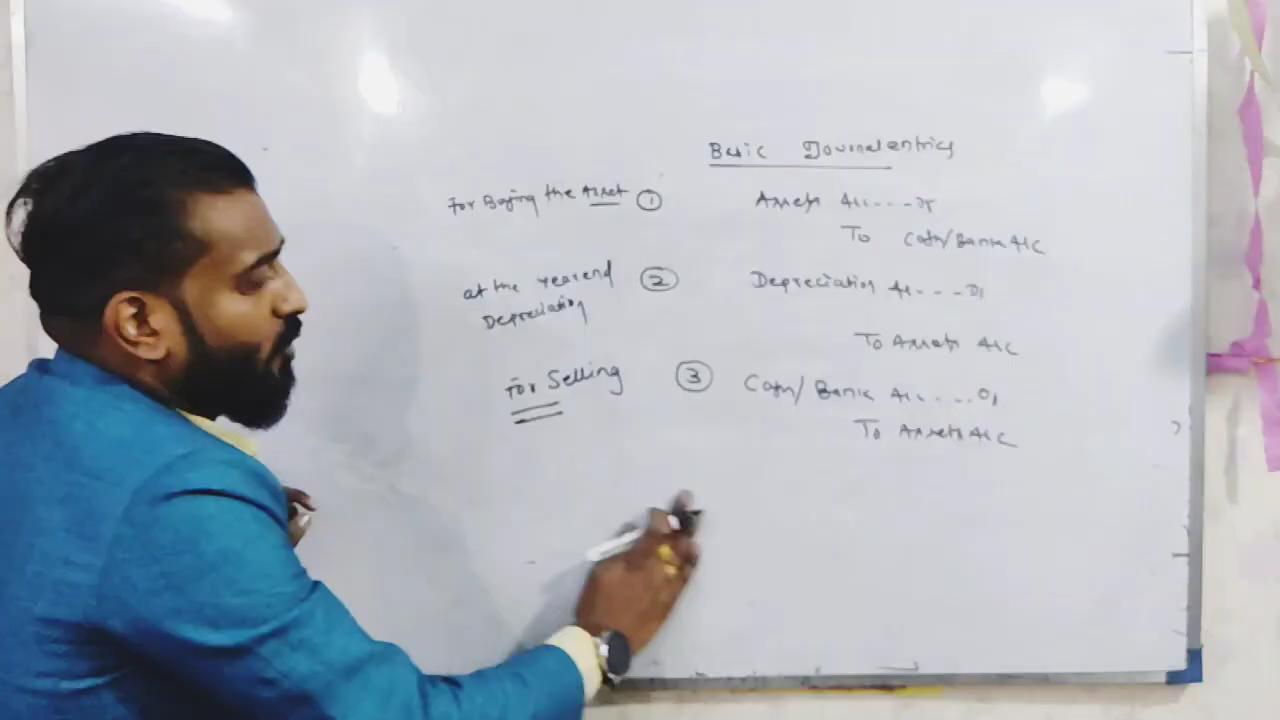 Basic Journal entries
For Buying the Asset ① Assets A/c....Dr
To Cash/Bank A/C
at the Year end ② Depreciation A/c....Dr
Depreciation
To Assets A/C
For Selling ③ Cash/Bank A/c....Dr
To Assets A/C